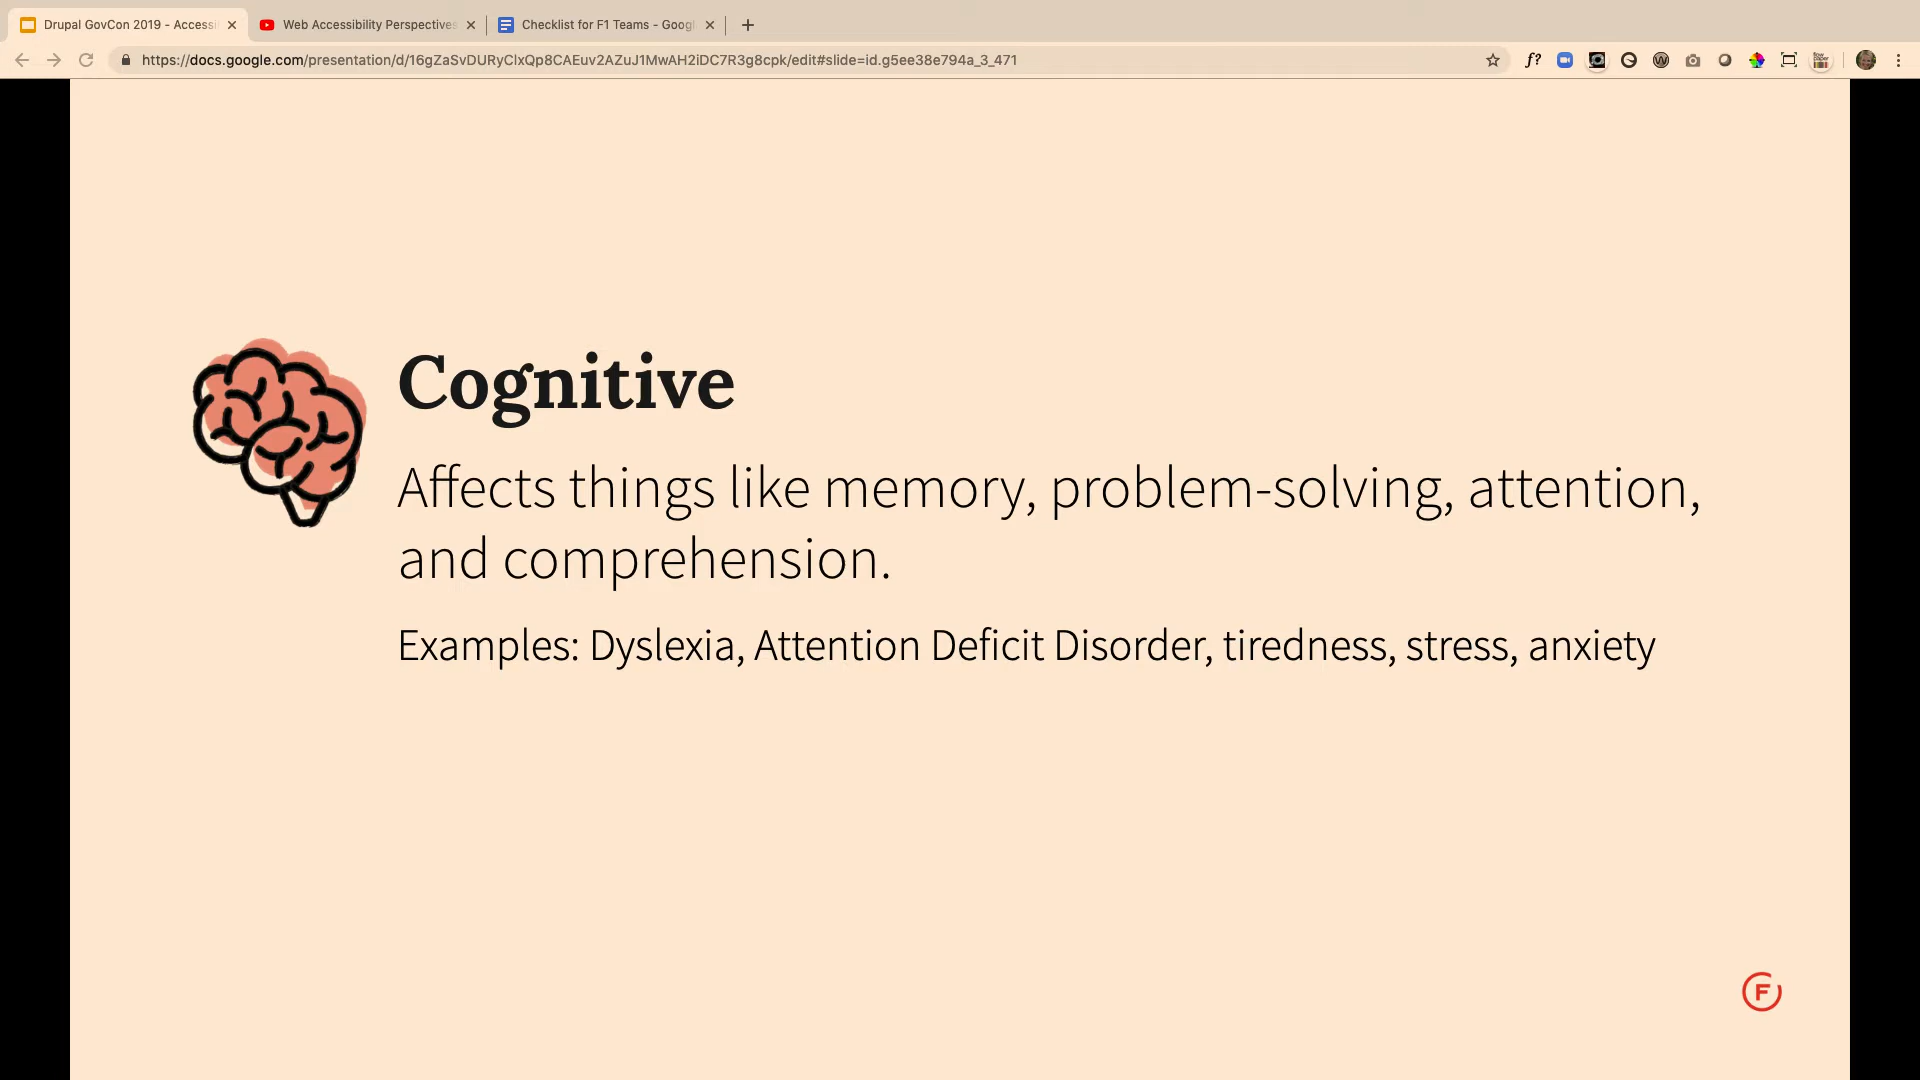 Drupal GovCon 2019 - Accessi
Web Accessibility Perspectives
Checklist for F1 Teams - Googl
https://docs.google.com/presentation/d/16gZaSvDURyClxQp8CAEuv2AZuJ1MwAH2iDC7R3g8cpk/edit#slide=id.g5ee38e794a_3_471
f?
Cognitive
Affects things like memory, problem-solving, attention,
and comprehension.
Examples: Dyslexia, Attention Deficit Disorder, tiredness, stress, anxiety
F